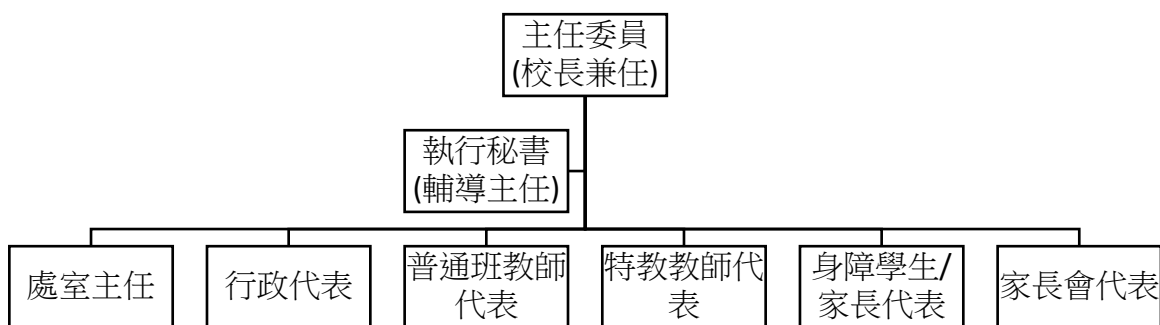 主任委員
(校長兼任)
執行秘書
(輔導主任)
處室主任
行政代表
普通班教師
代表
特教教師代
表
身障學生/
家長代表
家長會代表